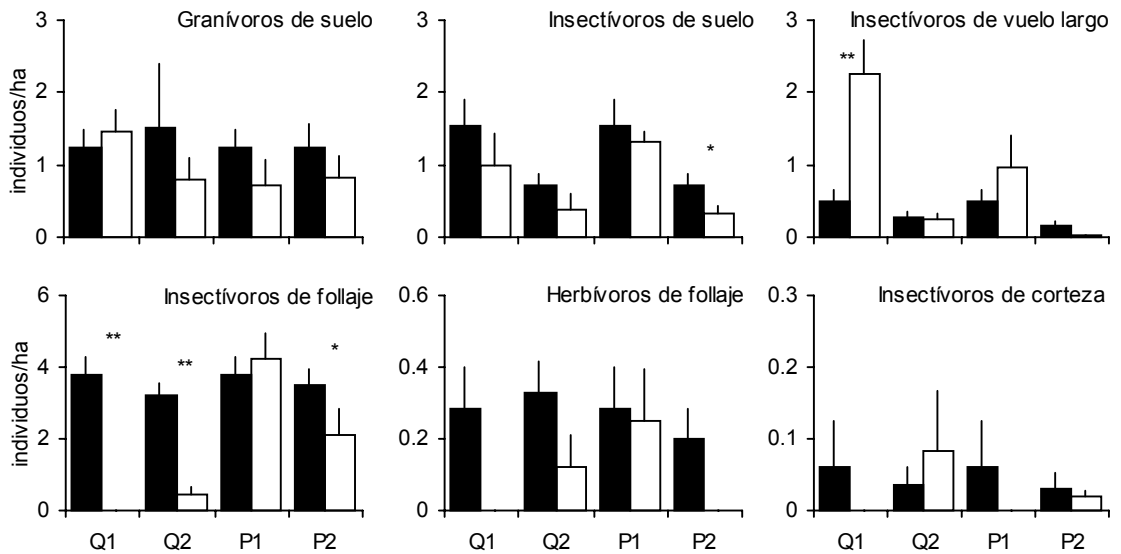 Granívoros de suelo
3
2
1
0
individuos/ha
Insectívoros de suelo
3
2
1
0
*
Insectívoros de vuelo largo
3
2
1
0
**
Insectívoros de follaje
6
4
2
0
individuos/ha
**
**
*
Q1 Q2 P1 P2
Herbívoros de follaje
0.6
0.4
0.2
0
Q1 Q2 P1 P2
Insectívoros de corteza
0.3
0.2
0.1
0
Q1 Q2 P1 P2